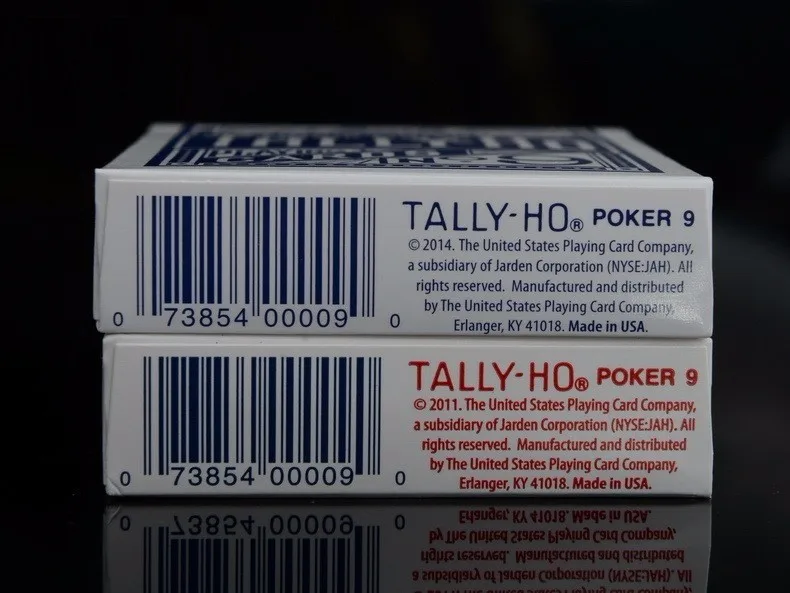 TALLY-HO® POKER 9
© 2014. The United States Playing Card Company,
a subsidiary of Jarden Corporation (NYSE:JAH). All
rights reserved. Manufactured and distributed
by The United States Playing Card Company,
Erlanger, KY 41018. Made in USA.
0 73854 00009 0
TALLY-HO® POKER 9
© 2011. The United States Playing Card Company,
a subsidiary of Jarden Corporation (NYSE:JAH). All
rights reserved. Manufactured and distributed
by The United States Playing Card Company,
Erlanger, KY 41018. Made in USA.
0 73854 00009 0